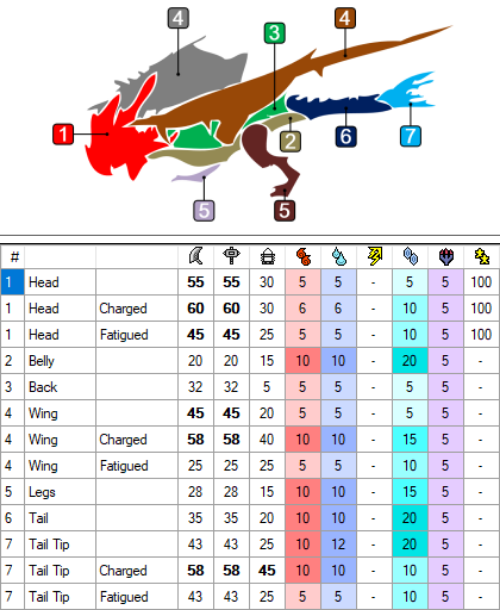 4
4
3
1
2
6
7
5
5
#
1 Head 55 55 30 5 5 - 5 5 100
1 Head Charged 60 60 30 6 6 - 10 5 100
1 Head Fatigued 45 45 25 5 5 - 10 5 100
2 Belly 20 20 15 10 10 - 20 5 -
3 Back 32 32 5 5 5 - 5 5 -
4 Wing 45 45 20 5 5 - 5 5 -
4 Wing Charged 58 58 40 10 10 - 15 5 -
4 Wing Fatigued 25 25 25 5 5 - 10 5 -
5 Legs 28 28 15 10 10 - 15 5 -
6 Tail 35 35 20 10 10 - 20 5 -
7 Tail Tip 43 43 25 10 12 - 20 5 -
7 Tail Tip Charged 58 58 45 10 10 - 10 5 -
7 Tail Tip Fatigued 43 43 25 5 5 - 10 5 -